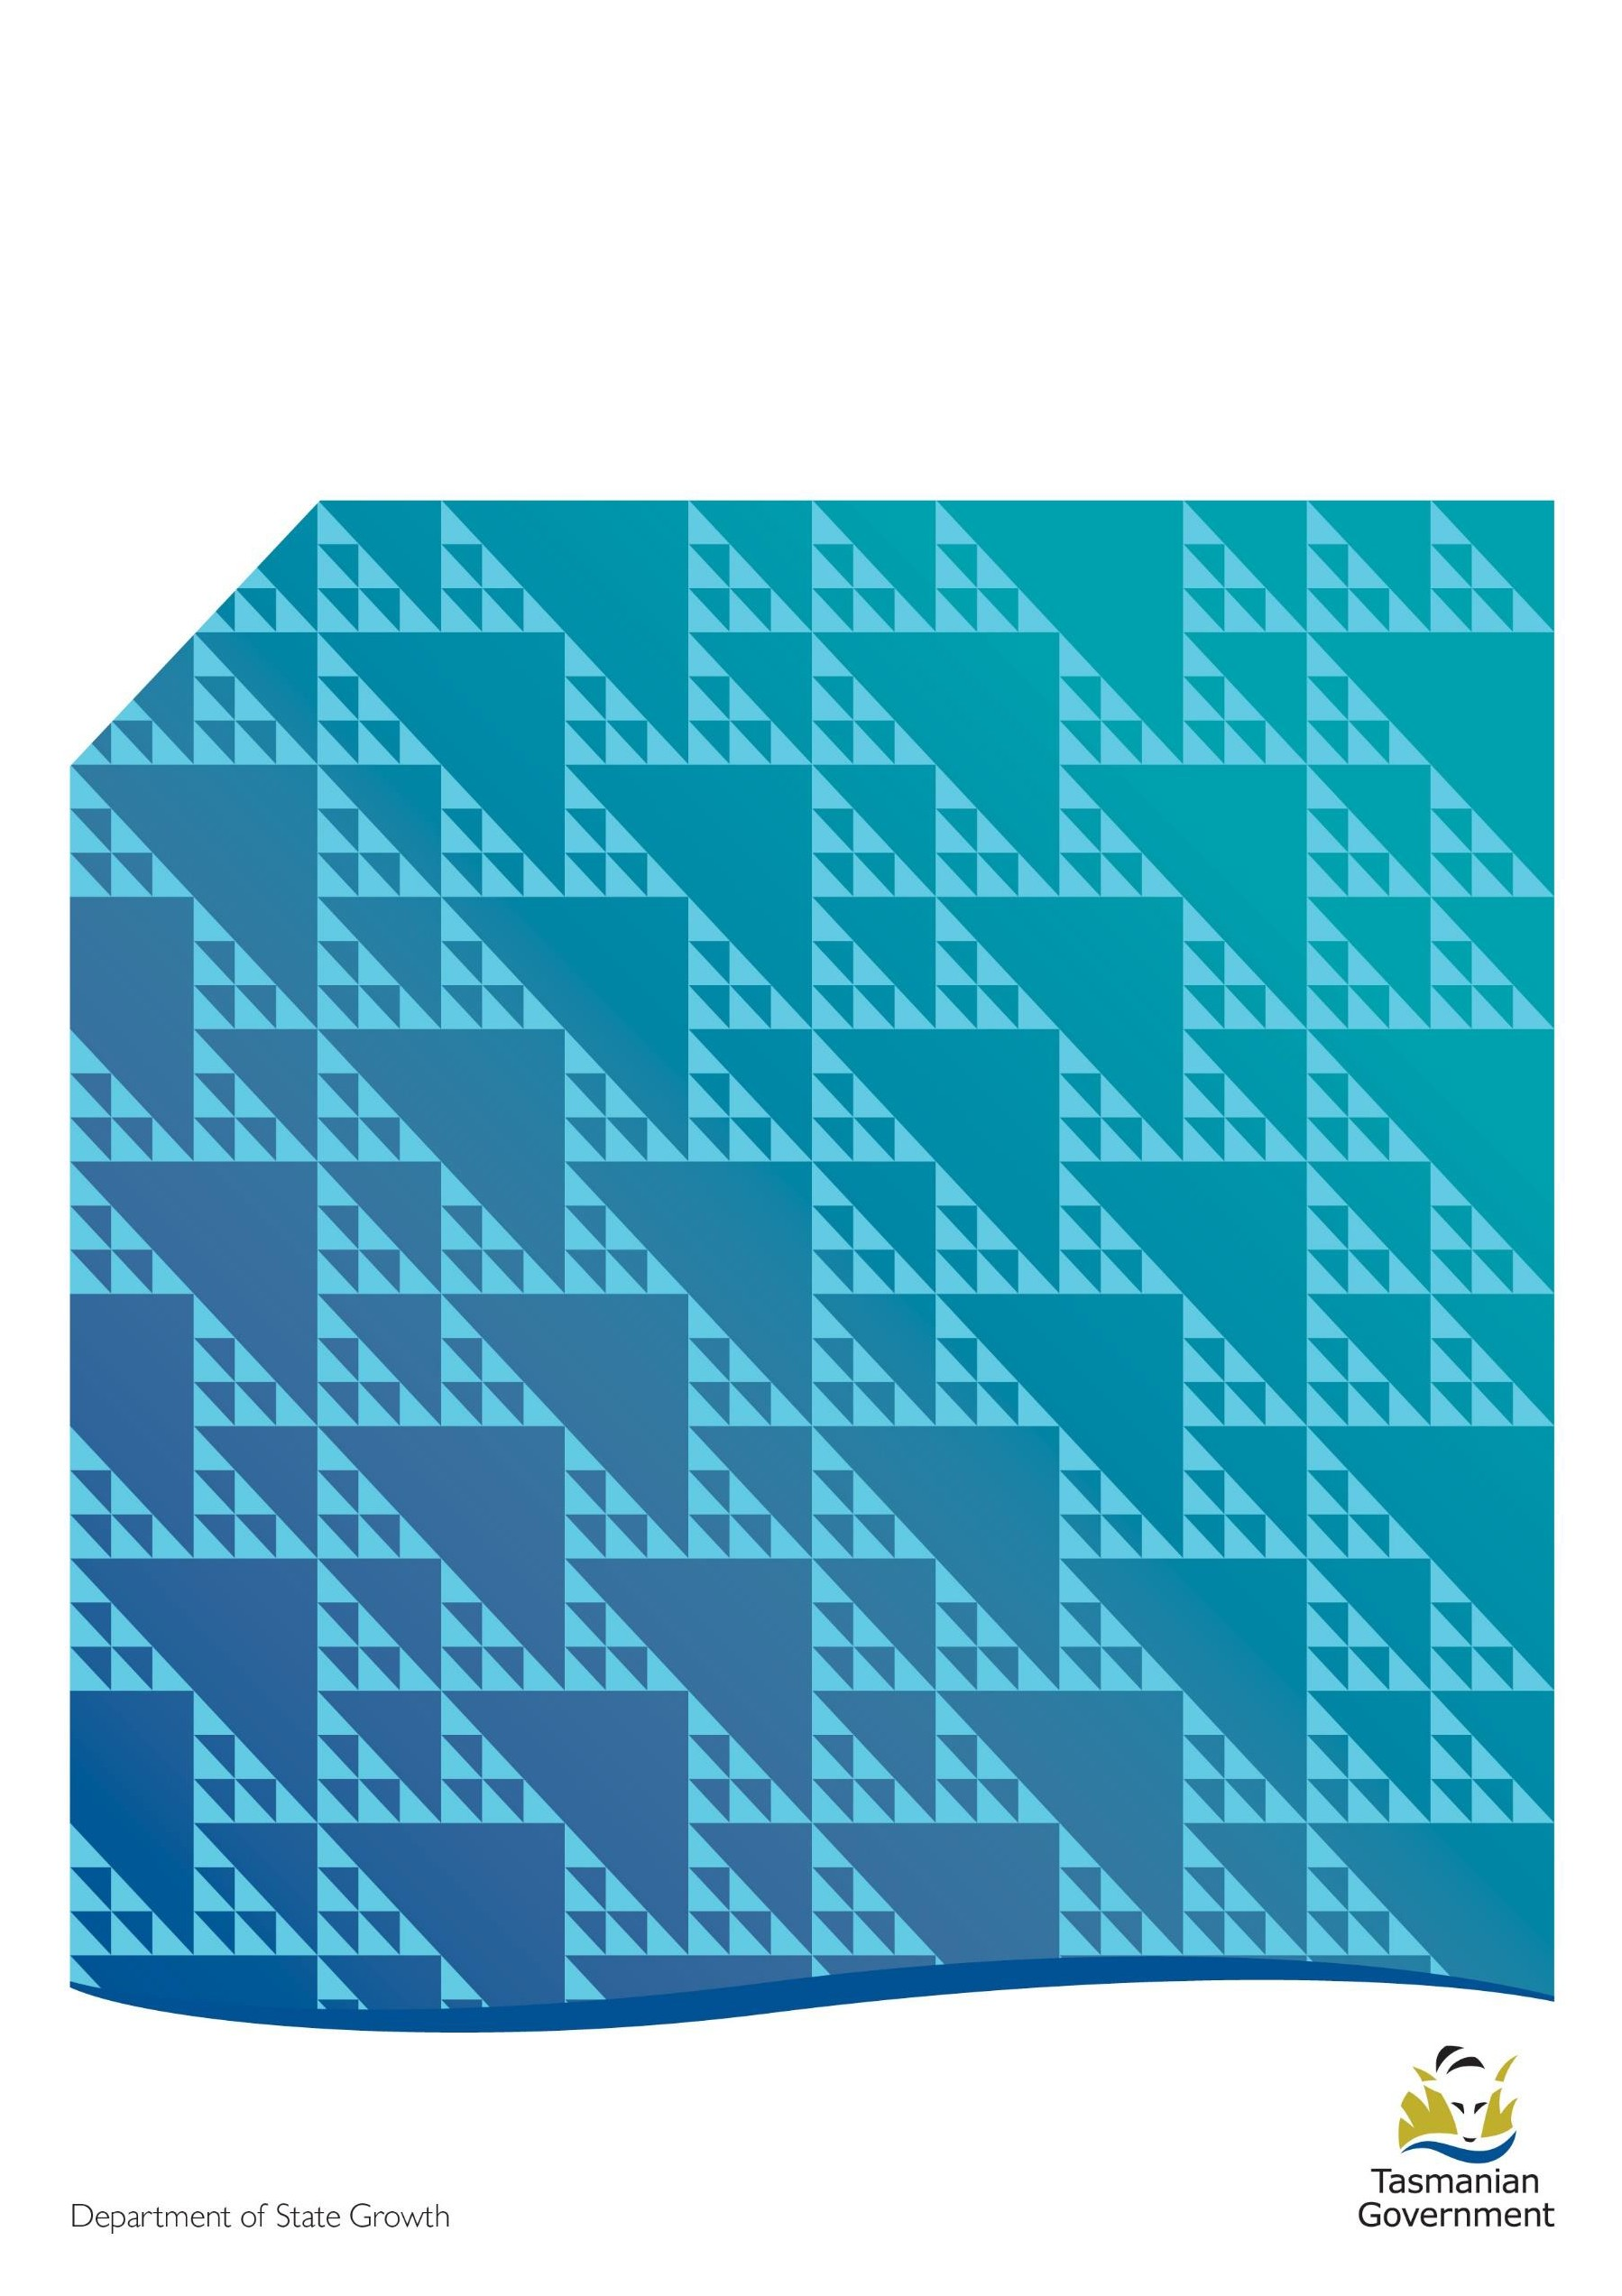 Department of State Growth
Tasmanian
Government